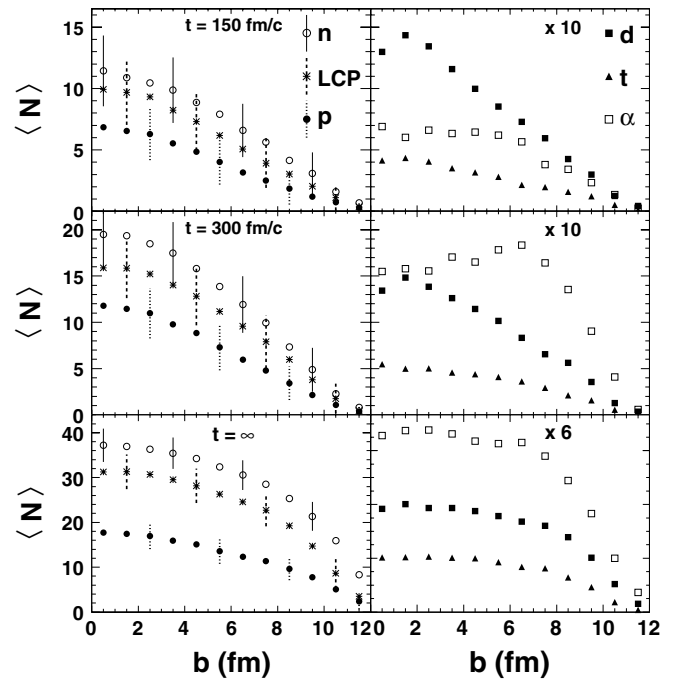 t = 150 fm/c
n
LCP
p
15
10
5
0
⟨ N ⟩
x 10
d
t
α
t = 300 fm/c
20
15
10
5
0
⟨ N ⟩
x 10
t = ∞
40
30
20
10
0
⟨ N ⟩
x 6
0 2 4 6 8 10 12
0 2 4 6 8 10 12
b (fm)
b (fm)